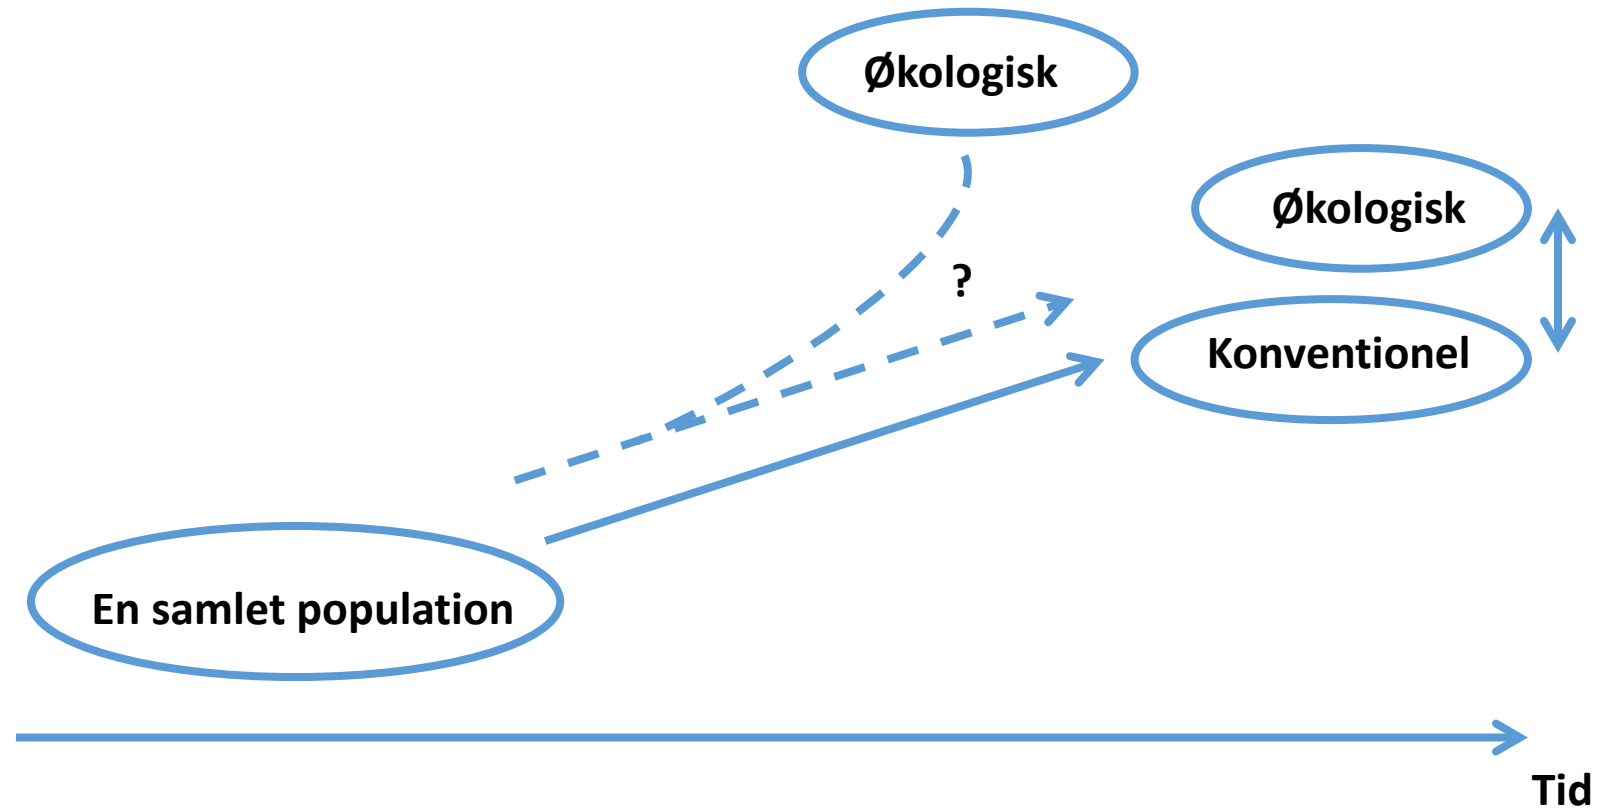 Økologisk
Økologisk
?
Konventionel
En samlet population
Tid